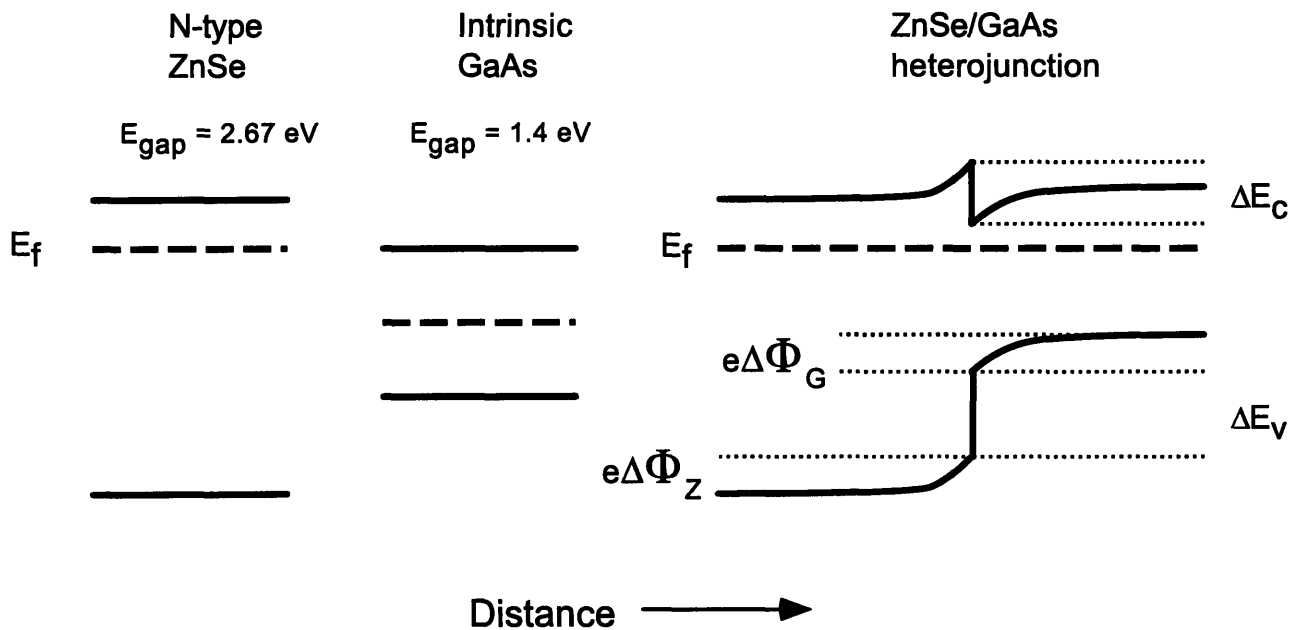 N-type
ZnSe
Intrinsic
GaAs
ZnSe/GaAs
heterojunction
E_gap = 2.67 eV
E_gap = 1.4 eV
ΔE_C
E_f
E_f
eΔΦ_G
ΔE_V
eΔΦ_Z
Distance